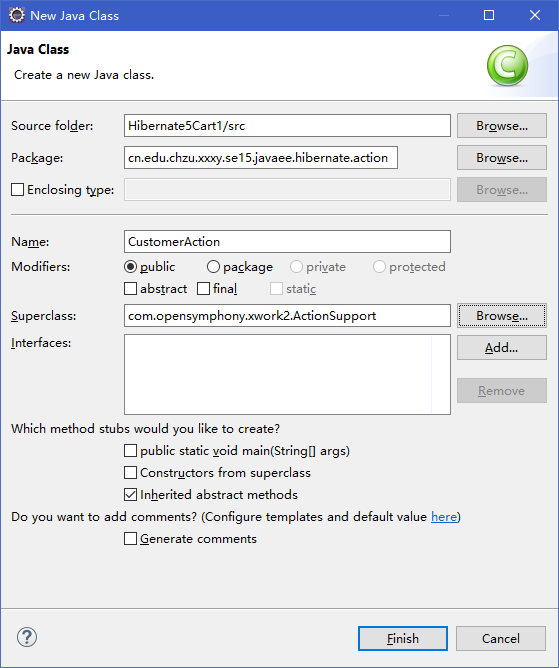 New Java Class
Java Class
Create a new Java class.
C
Source folder: Hibernate5Cart1/src Browse...
Package: cn.edu.chzu.xxxy.se15.javaee.hibernate.action Browse...
Enclosing type: Browse...
Name: CustomerAction
Modifiers: public package private protected
abstract final static
Superclass: com.opensymphony.xwork2.ActionSupport Browse...
Interfaces: Add...
Remove
Which method stubs would you like to create?
public static void main(String[] args)
Constructors from superclass
Inherited abstract methods
Do you want to add comments? (Configure templates and default value here)
Generate comments
? Finish Cancel